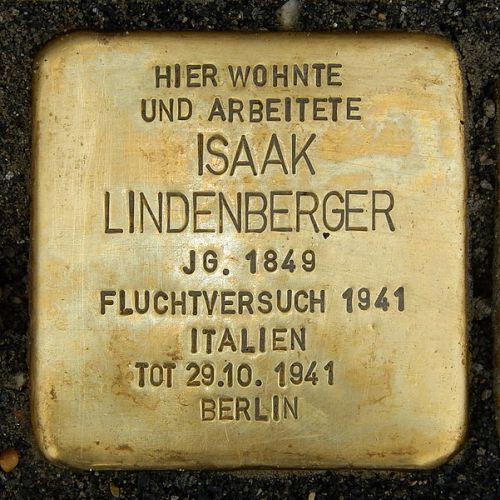 HIER WOHNTE
UND ARBEITETE
ISAAK
LINDENBERGER
JG. 1849
FLUCHTVERSUCH 1941
ITALIEN
TOT 29.10. 1941
BERLIN